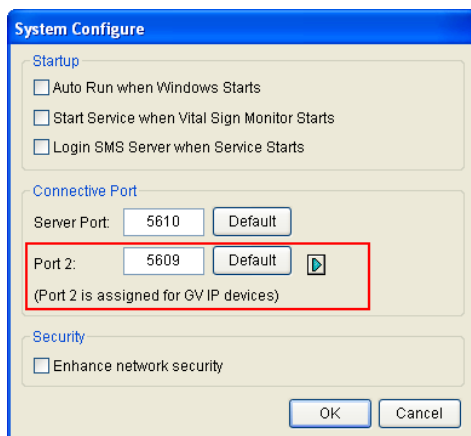 System Configure
Startup
Auto Run when Windows Starts
Start Service when Vital Sign Monitor Starts
Login SMS Server when Service Starts
Connective Port
Server Port: 5610 Default
Port 2: 5609 Default
(Port 2 is assigned for GV IP devices)
Security
Enhance network security
OK Cancel